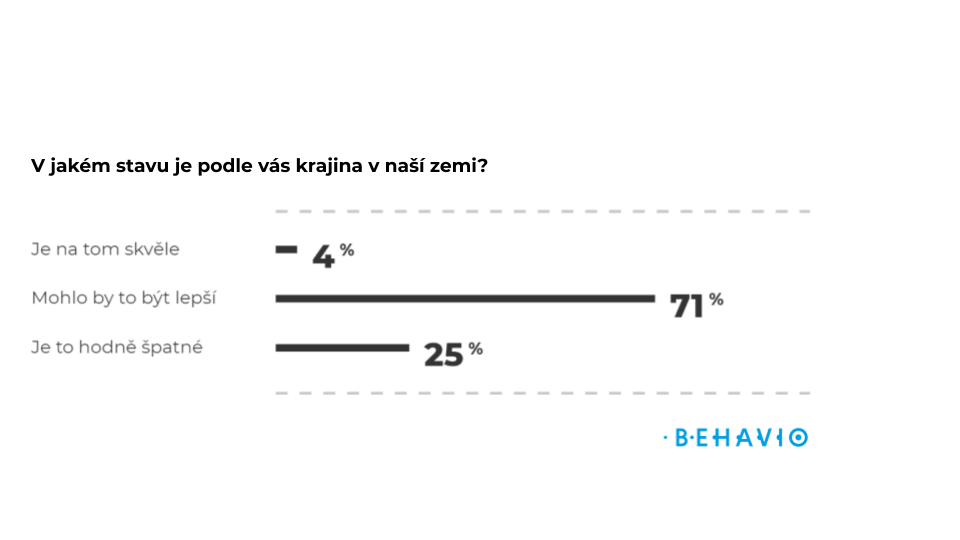 V jakém stavu je podle vás krajina v naší zemi?
Je na tom skvěle 4 %
Mohlo by to být lepší 71 %
Je to hodně špatné 25 %
BEHAVIO